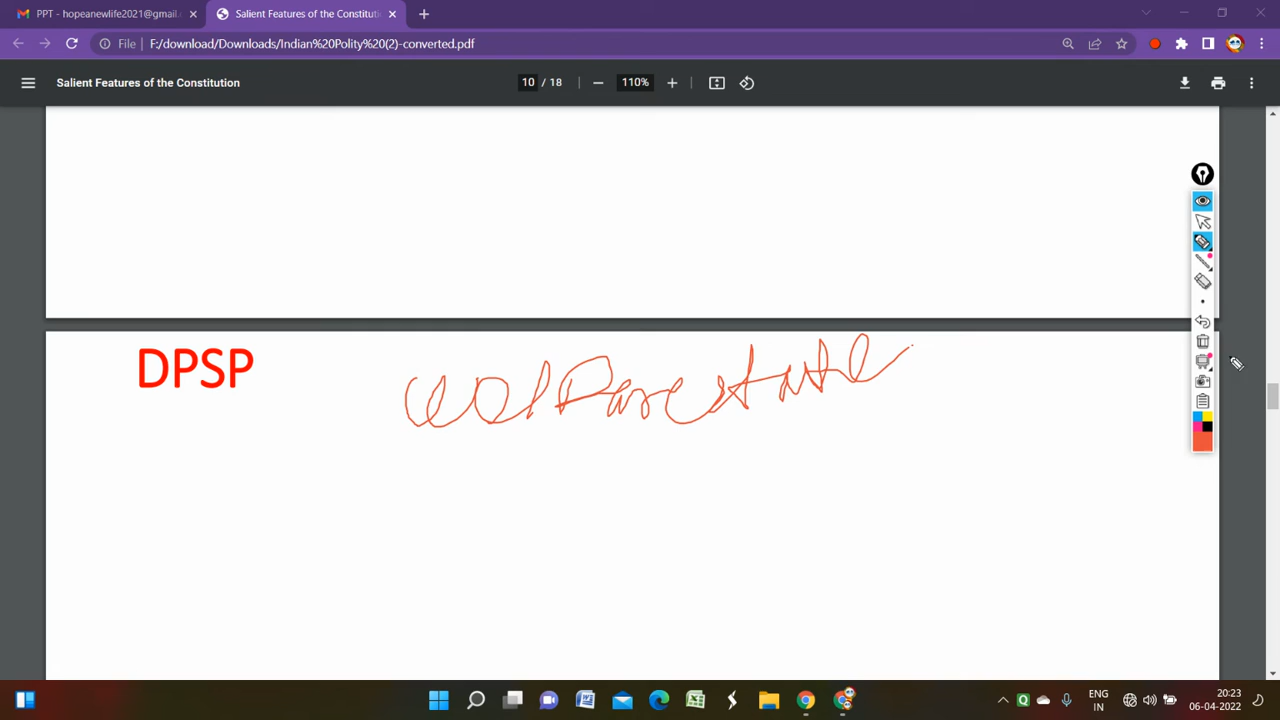 PPT - hopeanewlife2021@gmail.c
Salient Features of the Constitutio
File F:/download/Downloads/Indian%20Polity%20(2)-converted.pdf
Salient Features of the Constitution
10 / 18
110%
DPSP
welfare state
ENG
IN
20:23
06-04-2022